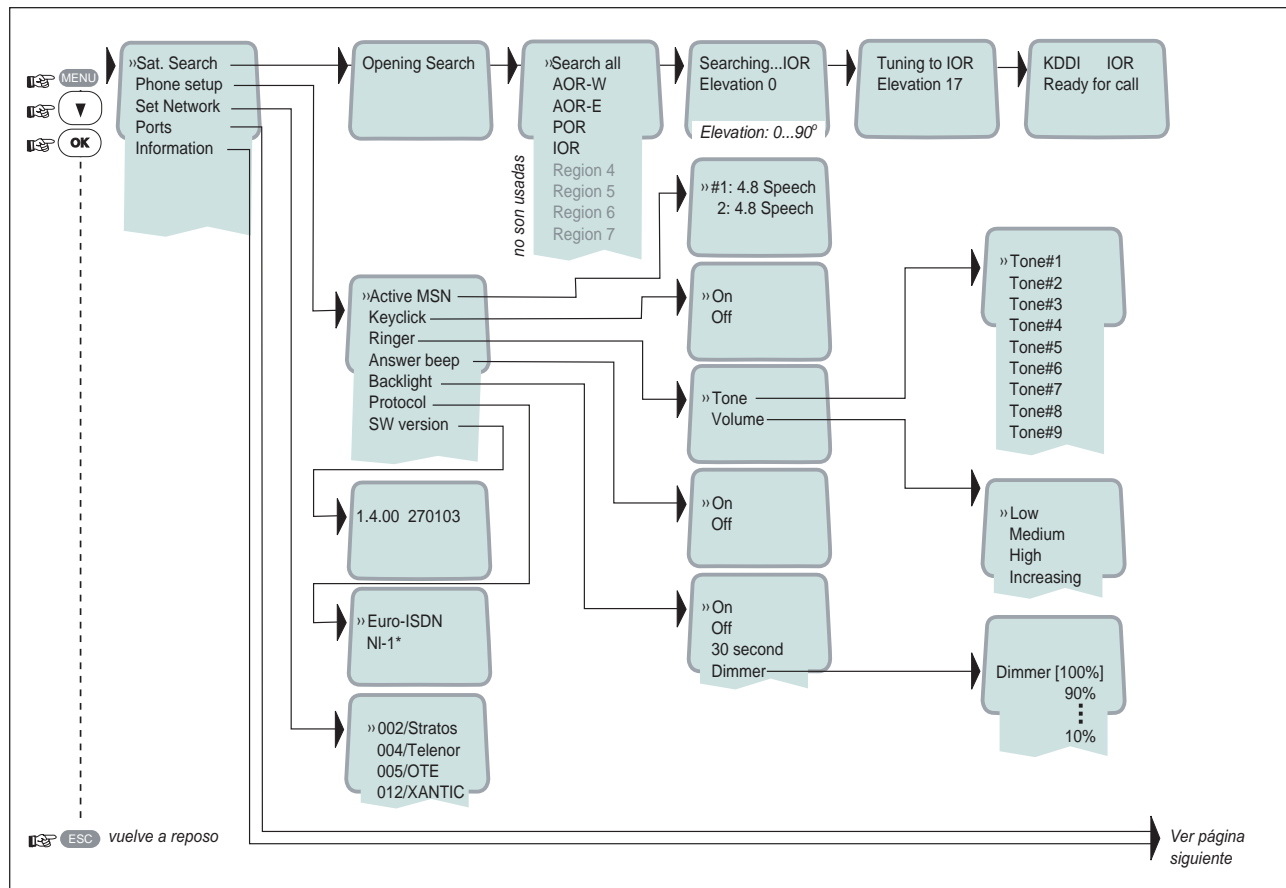 MENU
▼
OK
»Sat. Search
Phone setup
Set Network
Ports
Information
Opening Search
»Search all
AOR-W
AOR-E
POR
IOR
Region 4
Region 5
Region 6
Region 7
no son usadas
Searching...IOR
Elevation 0
Elevation: 0...90°
Tuning to IOR
Elevation 17
KDDI IOR
Ready for call
»Active MSN
Keyclick
Ringer
Answer beep
Backlight
Protocol
SW version
»#1: 4.8 Speech
2: 4.8 Speech
»On
Off
»Tone
Volume
»Tone#1
Tone#2
Tone#3
Tone#4
Tone#5
Tone#6
Tone#7
Tone#8
Tone#9
»Low
Medium
High
Increasing
»On
Off
»On
Off
30 second
Dimmer
Dimmer [100%]
90%
10%
1.4.00 270103
»Euro-ISDN
NI-1*
»002/Stratos
004/Telenor
005/OTE
012/XANTIC
ESC vuelve a reposo
Ver página
siguiente